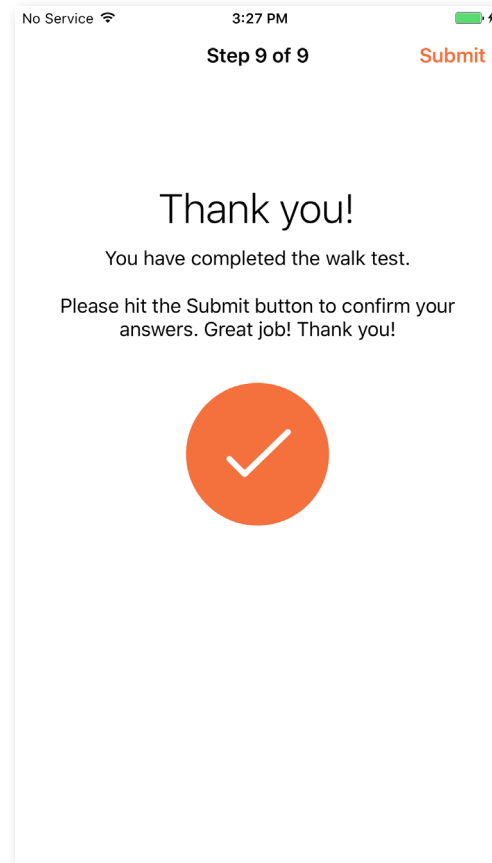 No Service 3:27 PM
Step 9 of 9 Submit
Thank you!
You have completed the walk test.
Please hit the Submit button to confirm your
answers. Great job! Thank you!